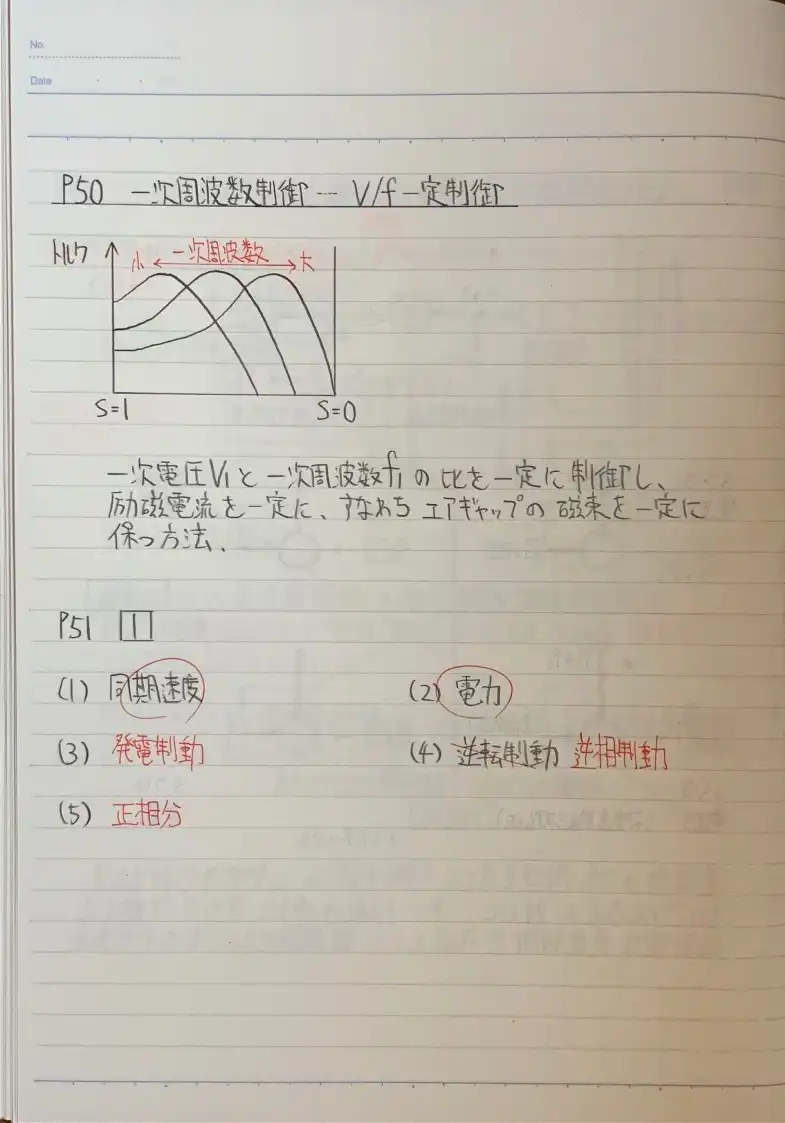 No.
Date
P50 一次周波数制御 … V/f 一定制御
トルク 小 一次周波数 大
S=1 S=0
一次電圧V₁と一次周波数f₁の比を一定に制御し、
励磁電流を一定に、すなわちエアギャップの磁束を一定に
保つ方法.
P51 1
(1) 同期速度 (2) 電力
(3) 発電制動 (4) 逆転制動 逆相制動
(5) 正相分